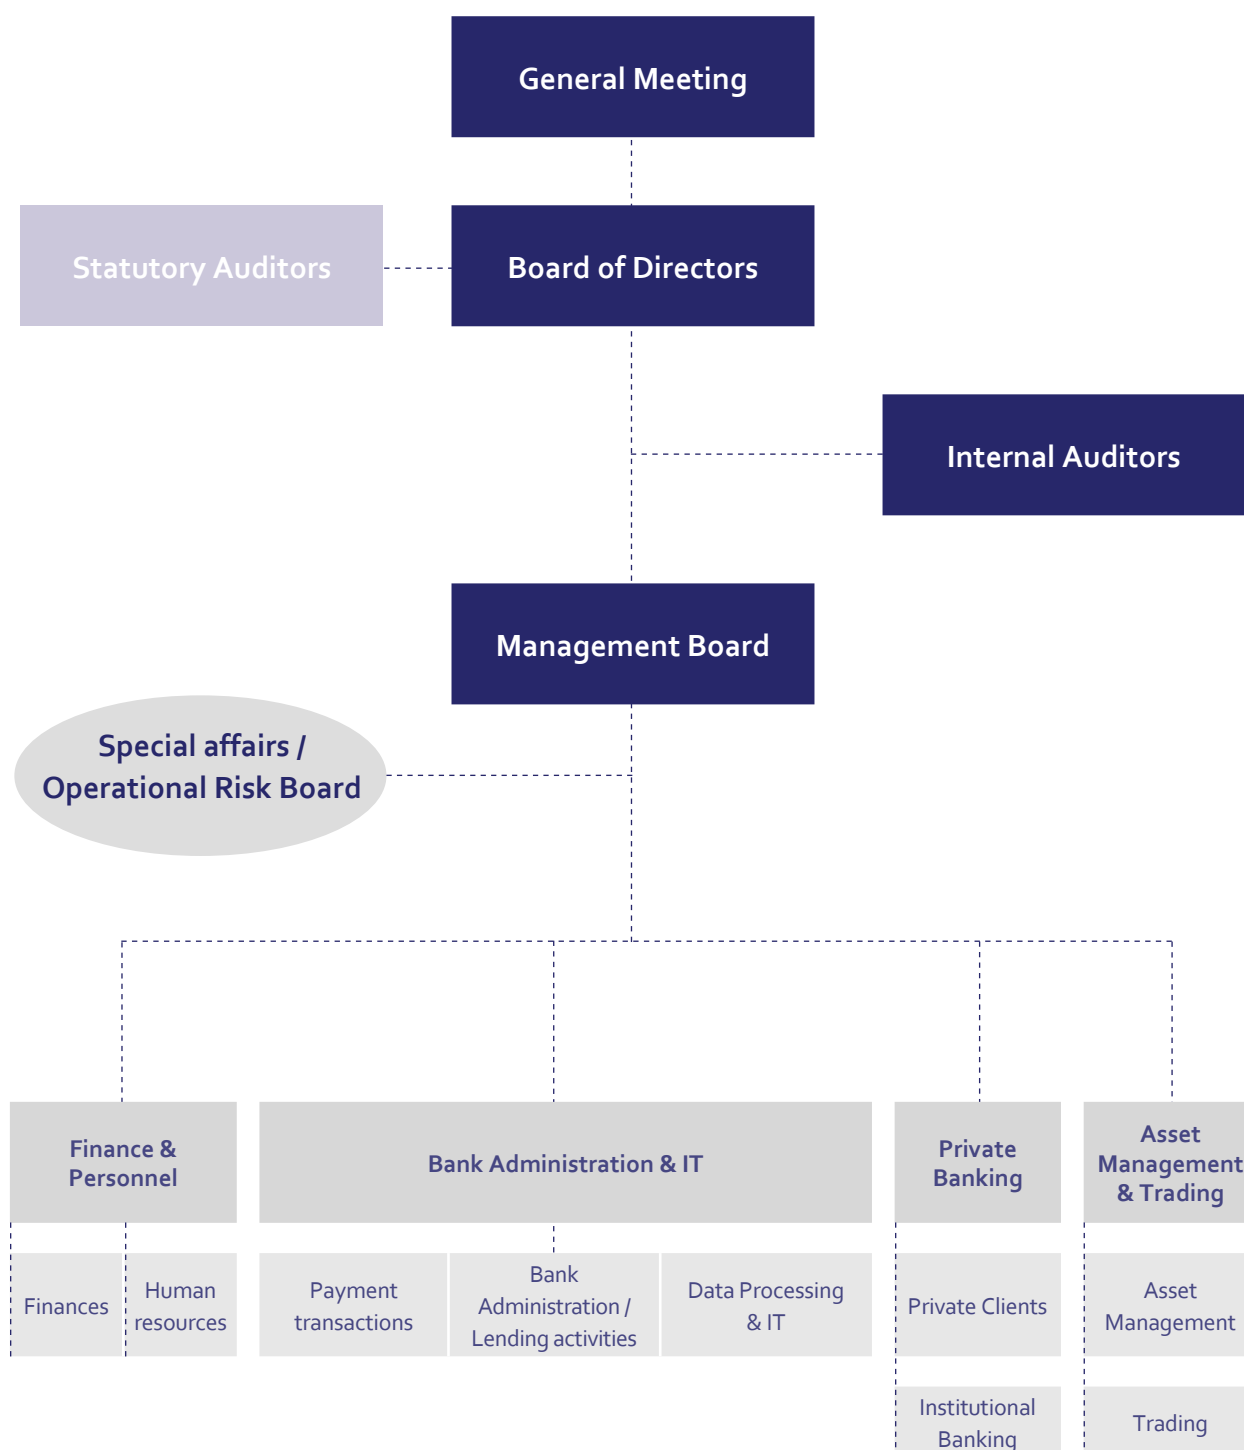 General Meeting
Statutory Auditors
Board of Directors
Internal Auditors
Management Board
Special affairs /
Operational Risk Board
Finance &
Personnel
Bank Administration & IT
Private
Banking
Asset
Management
& Trading
Finances
Human
resources
Payment
transactions
Bank
Administration /
Lending activities
Data Processing
& IT
Private Clients
Asset
Management
Institutional
Banking
Trading